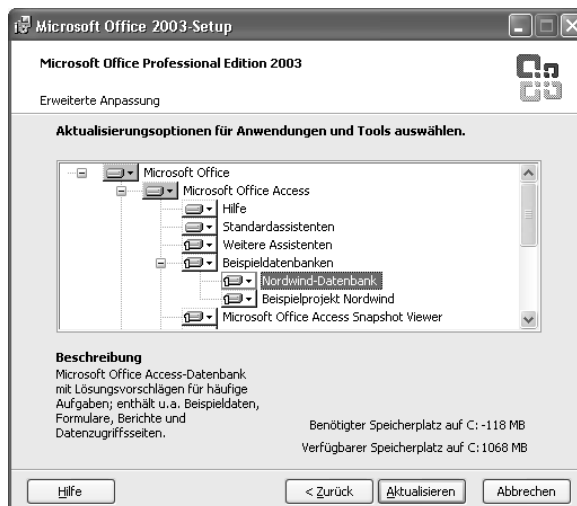 Microsoft Office 2003-Setup
Microsoft Office Professional Edition 2003
Erweiterte Anpassung
Aktualisierungsoptionen für Anwendungen und Tools auswählen.
Microsoft Office
Microsoft Office Access
Hilfe
Standardassistenten
Weitere Assistenten
Beispieldatenbanken
Nordwind-Datenbank
Beispielprojekt Nordwind
Microsoft Office Access Snapshot Viewer
Beschreibung
Microsoft Office Access-Datenbank
mit Lösungsvorschlägen für häufige
Aufgaben; enthält u.a. Beispieldaten,
Formulare, Berichte und
Datenzugriffseiten.
Benötigter Speicherplatz auf C: -118 MB
Verfügbarer Speicherplatz auf C: 1068 MB
Hilfe
< Zurück
Aktualisieren
Abbrechen